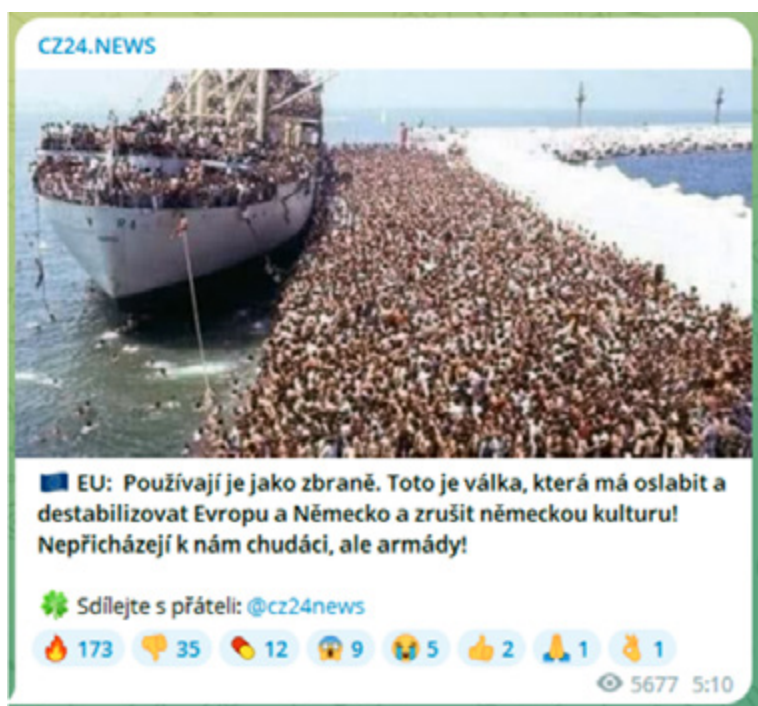 CZ24.NEWS
🇪🇺 EU: Používají je jako zbraně. Toto je válka, která má oslabit a
destabilizovat Evropu a Německo a zrušit německou kulturu!
Nepřicházejí k nám chudáci, ale armády!
🍀 Sdílejte s přáteli: @cz24news
🔥 173 👎 35 💊 12 😱 9 😭 5 👍 2 🙏 1 👌 1
5677 5:10